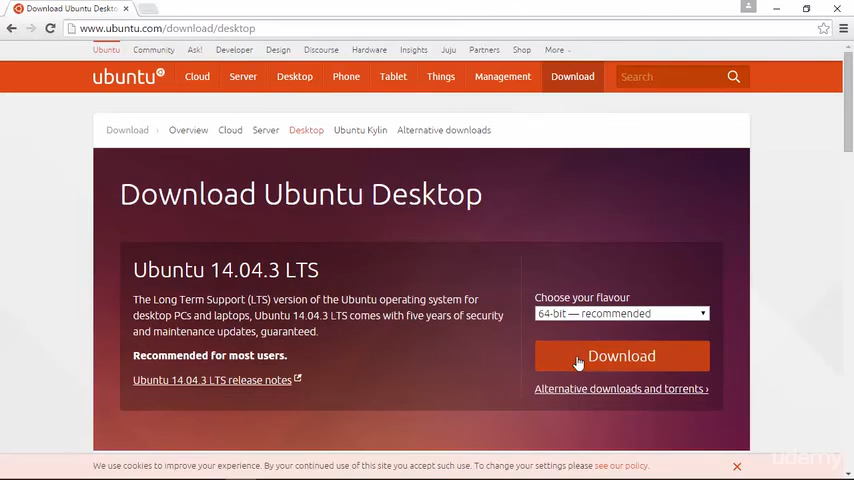 Download Ubuntu Deskto
www.ubuntu.com/download/desktop
Ubuntu Community Ask! Developer Design Discourse Hardware Insights Juju Partners Shop More
ubuntu Cloud Server Desktop Phone Tablet Things Management Download Search
Download › Overview Cloud Server Desktop Ubuntu Kylin Alternative downloads
Download Ubuntu Desktop
Ubuntu 14.04.3 LTS
The Long Term Support (LTS) version of the Ubuntu operating system for
desktop PCs and laptops, Ubuntu 14.04.3 LTS comes with five years of security
and maintenance updates, guaranteed.
Recommended for most users.
Ubuntu 14.04.3 LTS release notes
Choose your flavour
64-bit — recommended
Download
Alternative downloads and torrents ›
We use cookies to improve your experience. By your continued use of this site you accept such use. To change your settings please see our policy.
udemy